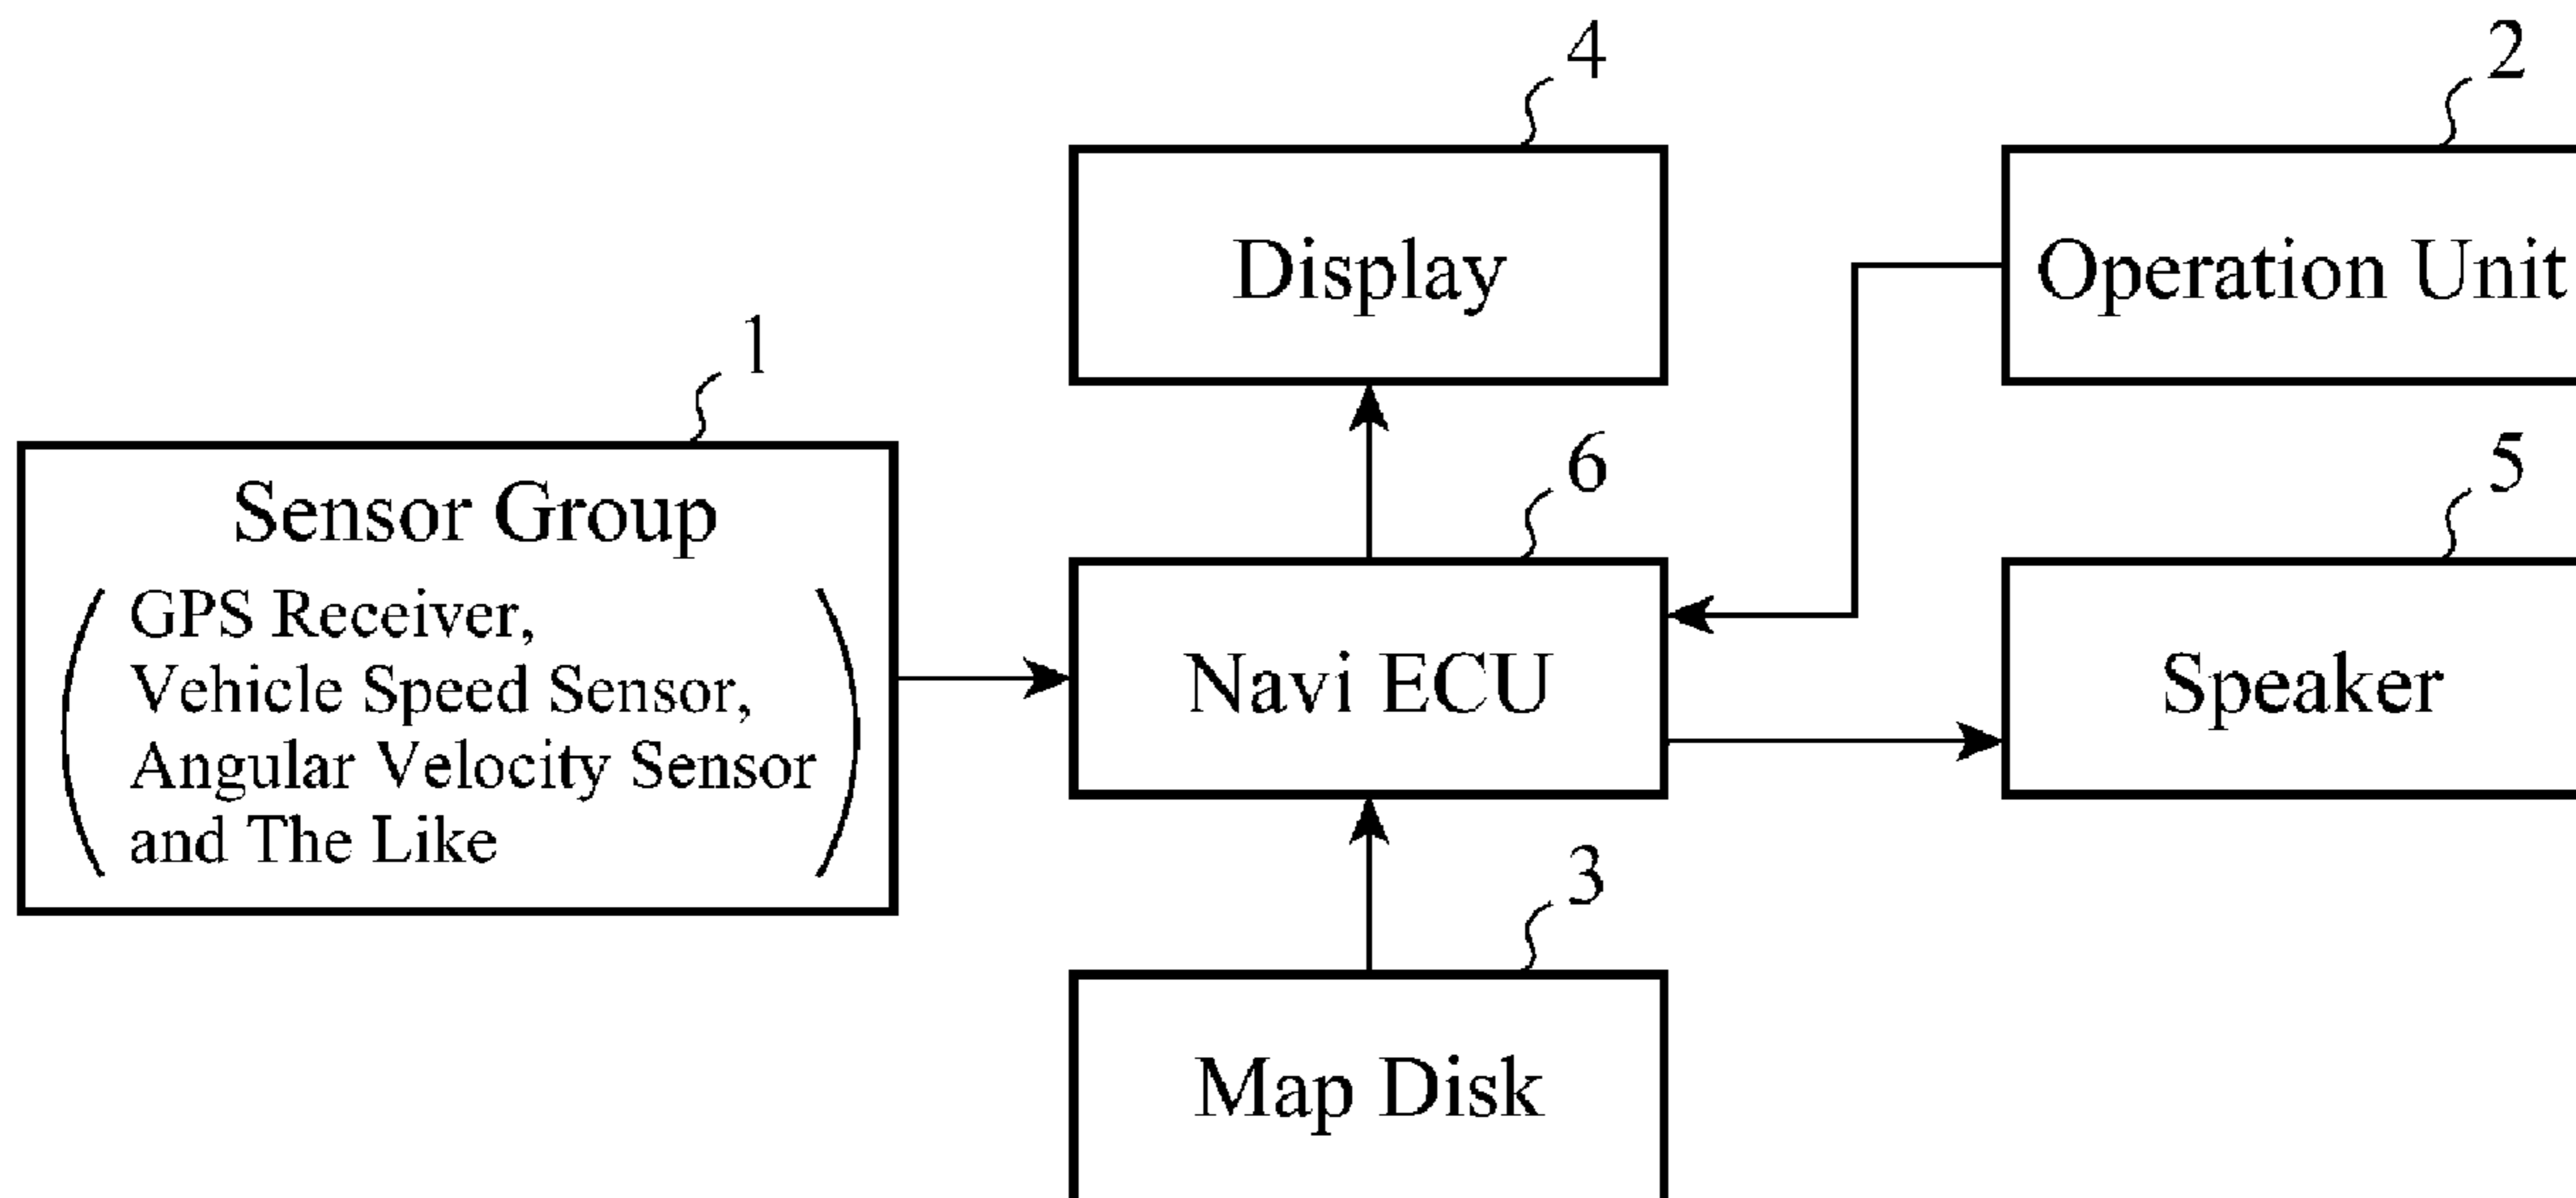 4
2
Display
Operation Unit
1
6
5
Sensor Group
GPS Receiver,
Vehicle Speed Sensor,
Angular Velocity Sensor
and The Like
Navi ECU
Speaker
3
Map Disk